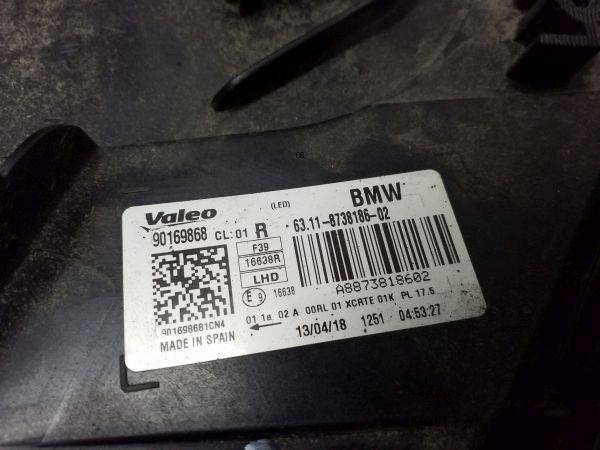 Valeo (LED) BMW
90169868 CL:01 R 63.11-8738186-02
F39
16638R
LHD
E 9 16638
A8873818602
01 1a 02 A 00RL 01 XCRTE 01K PL 17.5
901698681CN4
MADE IN SPAIN
13/04/18 1251 04:53:27